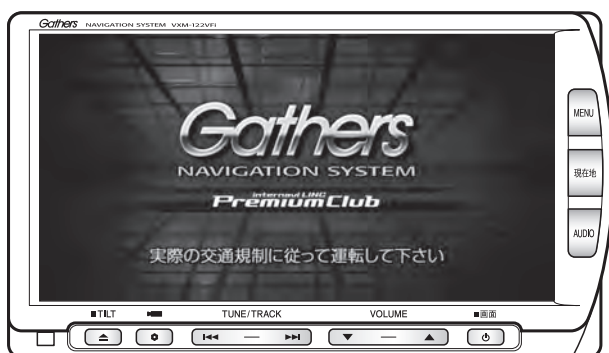 Gathers NAVIGATION SYSTEM VXM-122VFi
Gathers
NAVIGATION SYSTEM
internavi LINC
PremiumClub
実際の交通規制に従って運転して下さい
MENU
現在地
AUDIO
■TILT TUNE/TRACK VOLUME ■画面